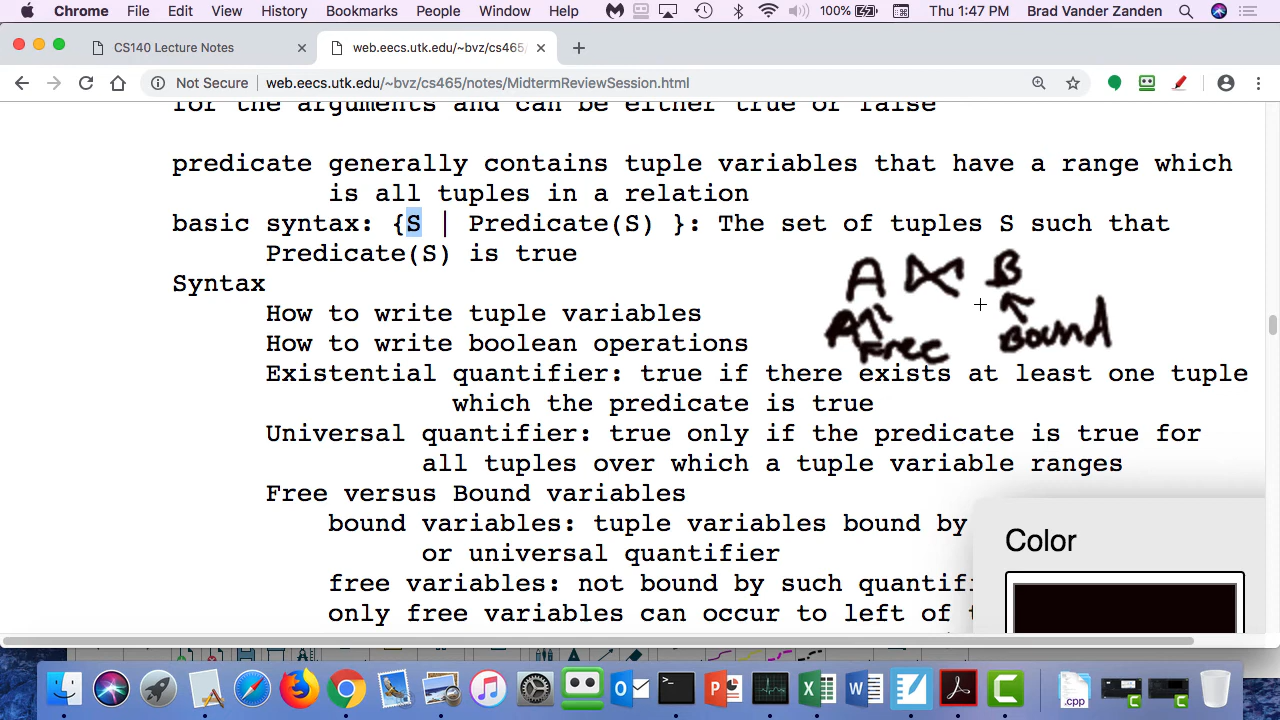 Chrome File Edit View History Bookmarks People Window Help 100% Thu 1:47 PM Brad Vander Zanden
CS140 Lecture Notes
web.eecs.utk.edu/~bvz/cs465/
Not Secure web.eecs.utk.edu/~bvz/cs465/notes/MidtermReviewSession.html
for the arguments and can be either true or false
predicate generally contains tuple variables that have a range which
is all tuples in a relation
basic syntax: {S | Predicate(S) }: The set of tuples S such that
Predicate(S) is true
A ⋈ B
Syntax
How to write tuple variables
Free Bound
How to write boolean operations
Existential quantifier: true if there exists at least one tuple
which the predicate is true
Universal quantifier: true only if the predicate is true for
all tuples over which a tuple variable ranges
Free versus Bound variables
bound variables: tuple variables bound by
or universal quantifier
Color
free variables: not bound by such quantif
only free variables can occur to left of
.cpp